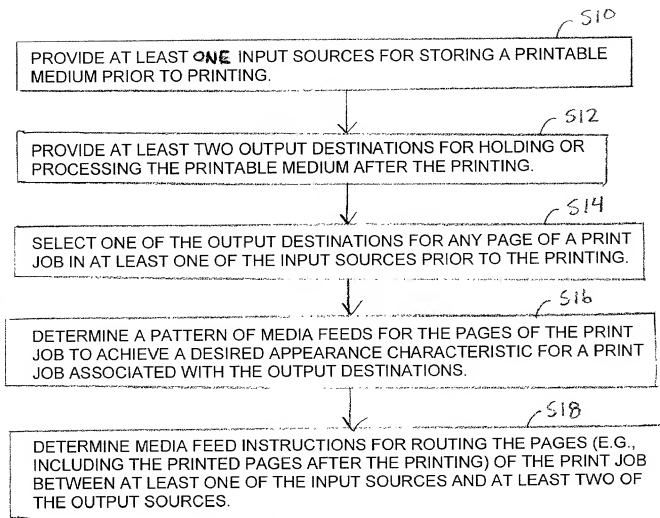 S10
PROVIDE AT LEAST ONE INPUT SOURCES FOR STORING A PRINTABLE
MEDIUM PRIOR TO PRINTING.
S12
PROVIDE AT LEAST TWO OUTPUT DESTINATIONS FOR HOLDING OR
PROCESSING THE PRINTABLE MEDIUM AFTER THE PRINTING.
S14
SELECT ONE OF THE OUTPUT DESTINATIONS FOR ANY PAGE OF A PRINT
JOB IN AT LEAST ONE OF THE INPUT SOURCES PRIOR TO THE PRINTING.
S16
DETERMINE A PATTERN OF MEDIA FEEDS FOR THE PAGES OF THE PRINT
JOB TO ACHIEVE A DESIRED APPEARANCE CHARACTERISTIC FOR A PRINT
JOB ASSOCIATED WITH THE OUTPUT DESTINATIONS.
S18
DETERMINE MEDIA FEED INSTRUCTIONS FOR ROUTING THE PAGES (E.G.,
INCLUDING THE PRINTED PAGES AFTER THE PRINTING) OF THE PRINT JOB
BETWEEN AT LEAST ONE OF THE INPUT SOURCES AND AT LEAST TWO OF
THE OUTPUT SOURCES.